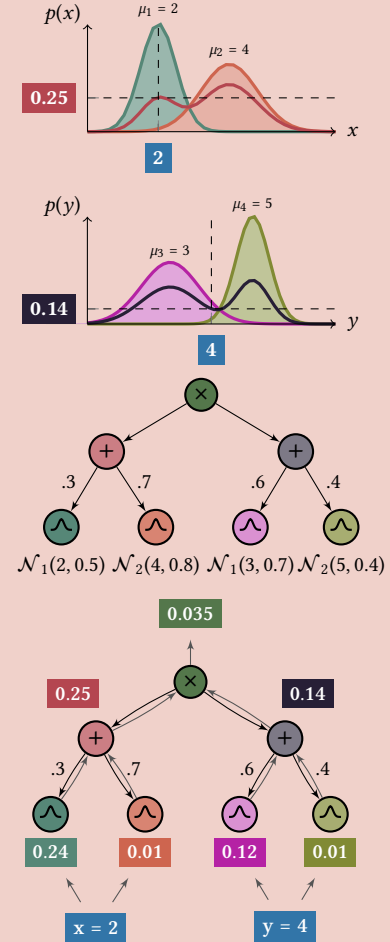 p(x)
μ₁ = 2
μ₂ = 4
0.25
x
2
p(y)
μ₄ = 5
μ₃ = 3
0.14
y
4
×
+ +
.3 .7 .6 .4
𝒩₁(2, 0.5) 𝒩₂(4, 0.8) 𝒩₁(3, 0.7) 𝒩₂(5, 0.4)
0.035
×
0.25 0.14
+ +
.3 .7 .6 .4
0.24 0.01 0.12 0.01
x = 2 y = 4